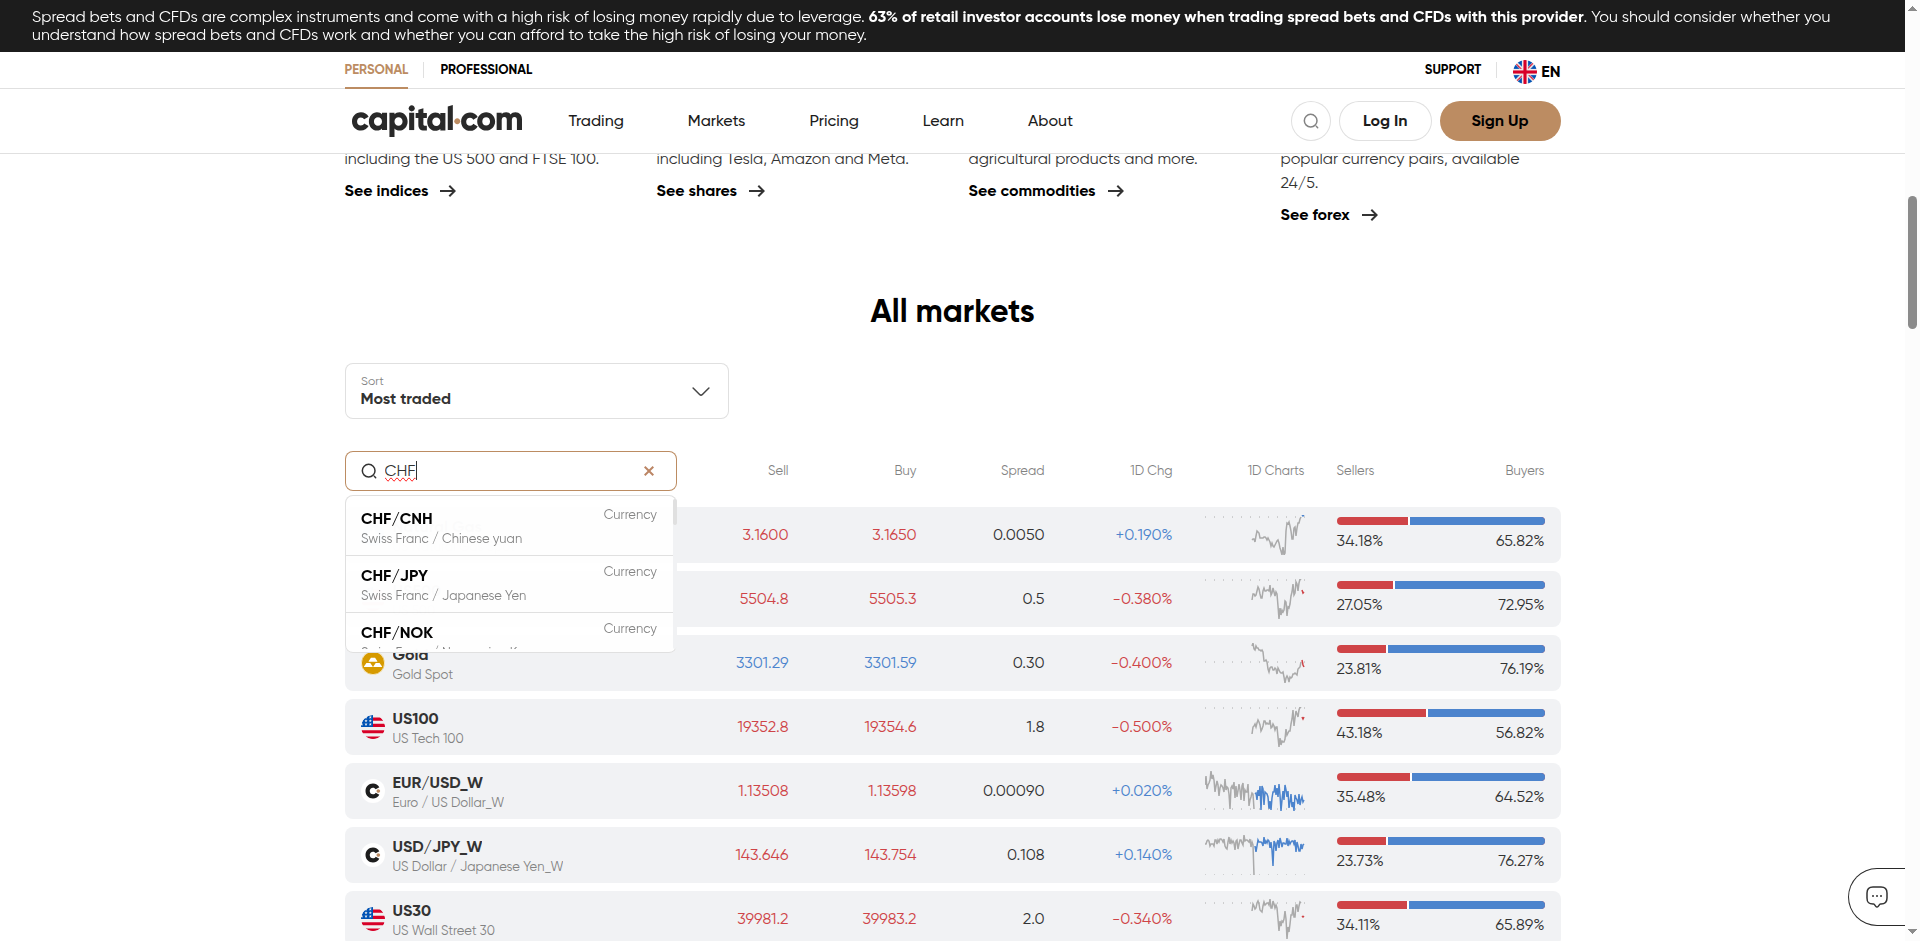 Spread bets and CFDs are complex instruments and come with a high risk of losing money rapidly due to leverage. 63% of retail investor accounts lose money when trading spread bets and CFDs with this provider. You should consider whether you
understand how spread bets and CFDs work and whether you can afford to take the high risk of losing your money.
PERSONAL PROFESSIONAL SUPPORT EN
capital.com Trading Markets Pricing Learn About Log In Sign Up
including the US 500 and FTSE 100. including Tesla, Amazon and Meta. agricultural products and more. popular currency pairs, available
24/5.
See indices See shares See commodities
See forex
All markets
Sort
Most traded
CHF Sell Buy Spread 1D Chg 1D Charts Sellers Buyers
CHF/CNH Currency
Swiss Franc / Chinese yuan
3.1600 3.1650 0.0050 +0.190% 34.18% 65.82%
CHF/JPY Currency
Swiss Franc / Japanese Yen
5504.8 5505.3 0.5 -0.380% 27.05% 72.95%
CHF/NOK Currency
Gold
Gold Spot
3301.29 3301.59 0.30 -0.400% 23.81% 76.19%
US100
US Tech 100
19352.8 19354.6 1.8 -0.500% 43.18% 56.82%
EUR/USD_W
Euro / US Dollar_W
1.13508 1.13598 0.00090 +0.020% 35.48% 64.52%
USD/JPY_W
US Dollar / Japanese Yen_W
143.646 143.754 0.108 +0.140% 23.73% 76.27%
US30
US Wall Street 30
39981.2 39983.2 2.0 -0.340% 34.11% 65.89%